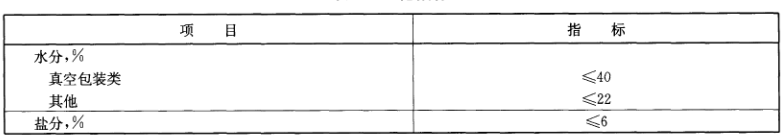 项 目 指 标
水分,%
真空包装类 ≤40
其他 ≤22
盐分,% ≤6